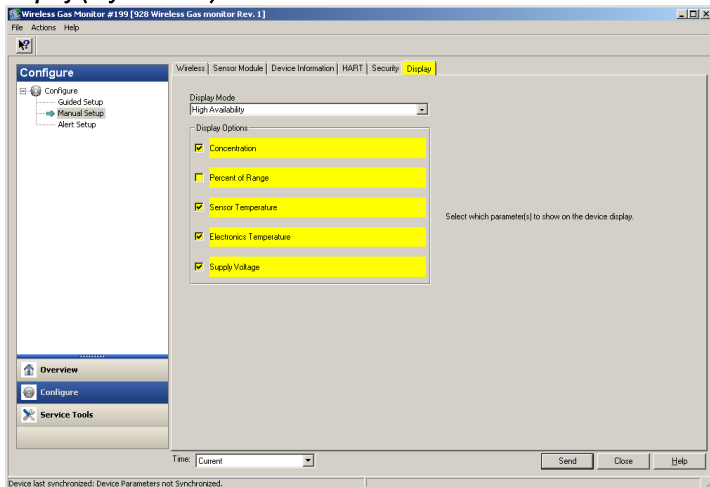 Wireless Gas Monitor #199 [928 Wireless Gas monitor Rev. 1]
File Actions Help
Configure
Configure
Guided Setup
Manual Setup
Alert Setup
Overview
Configure
Service Tools
Wireless Sensor Module Device Information HART Security Display
Display Mode
High Availability
Display Options
Concentration
Percent of Range
Sensor Temperature
Electronics Temperature
Supply Voltage
Select which parameter(s) to show on the device display.
Time: Current
Send Close Help
Device last synchronized: Device Parameters not Synchronized.